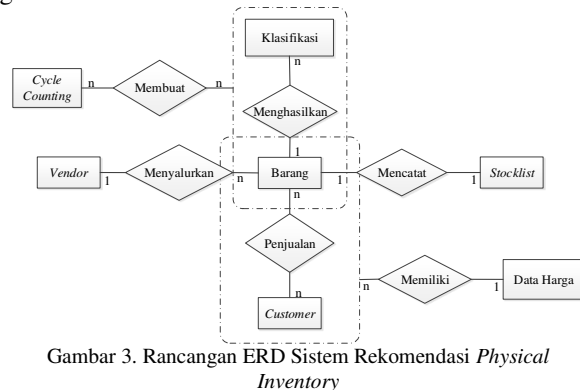 g
Klasifikasi
n
Cycle
Counting
n
Membuat
n
Menghasilkan
1
Vendor
1
Menyalurkan
n
Barang
1
Mencatat
1
Stocklist
n
Penjualan
n
Customer
n
Memiliki
1
Data Harga
Gambar 3. Rancangan ERD Sistem Rekomendasi Physical
Inventory